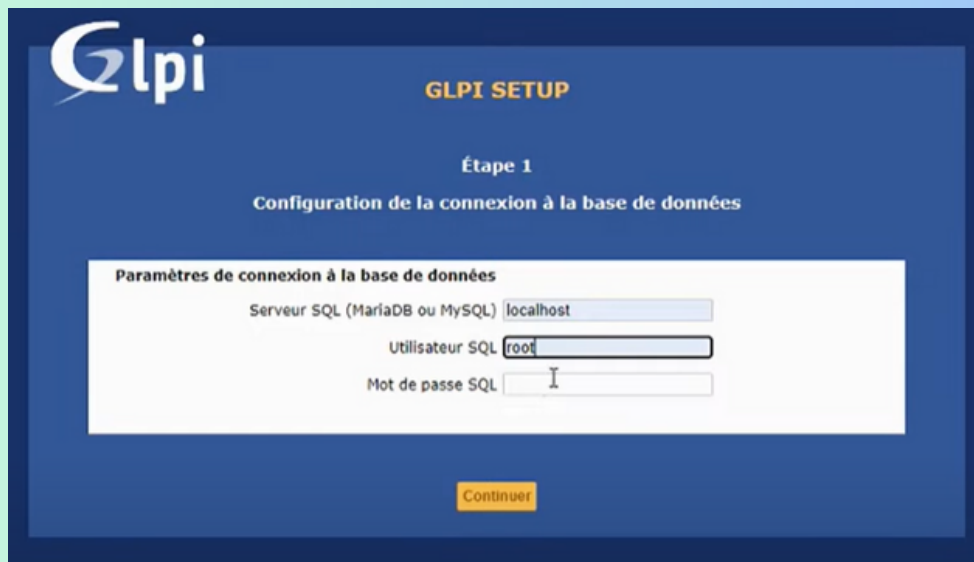 Glpi
GLPI SETUP
Étape 1
Configuration de la connexion à la base de données
Paramètres de connexion à la base de données
Serveur SQL (MariaDB ou MySQL) localhost
Utilisateur SQL root
Mot de passe SQL
Continuer